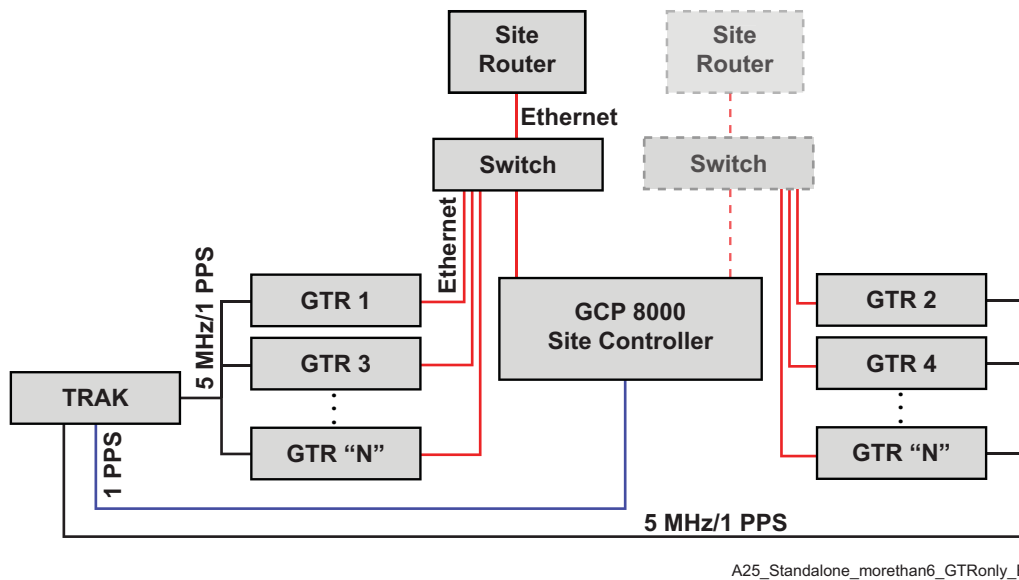 Site
Router
Site
Router
Ethernet
Switch
Switch
Ethernet
5 MHz/1 PPS
GTR 1
GCP 8000
Site Controller
GTR 2
GTR 3
GTR 4
TRAK
GTR “N”
GTR “N”
1 PPS
5 MHz/1 PPS
A25_Standalone_morethan6_GTRonly_